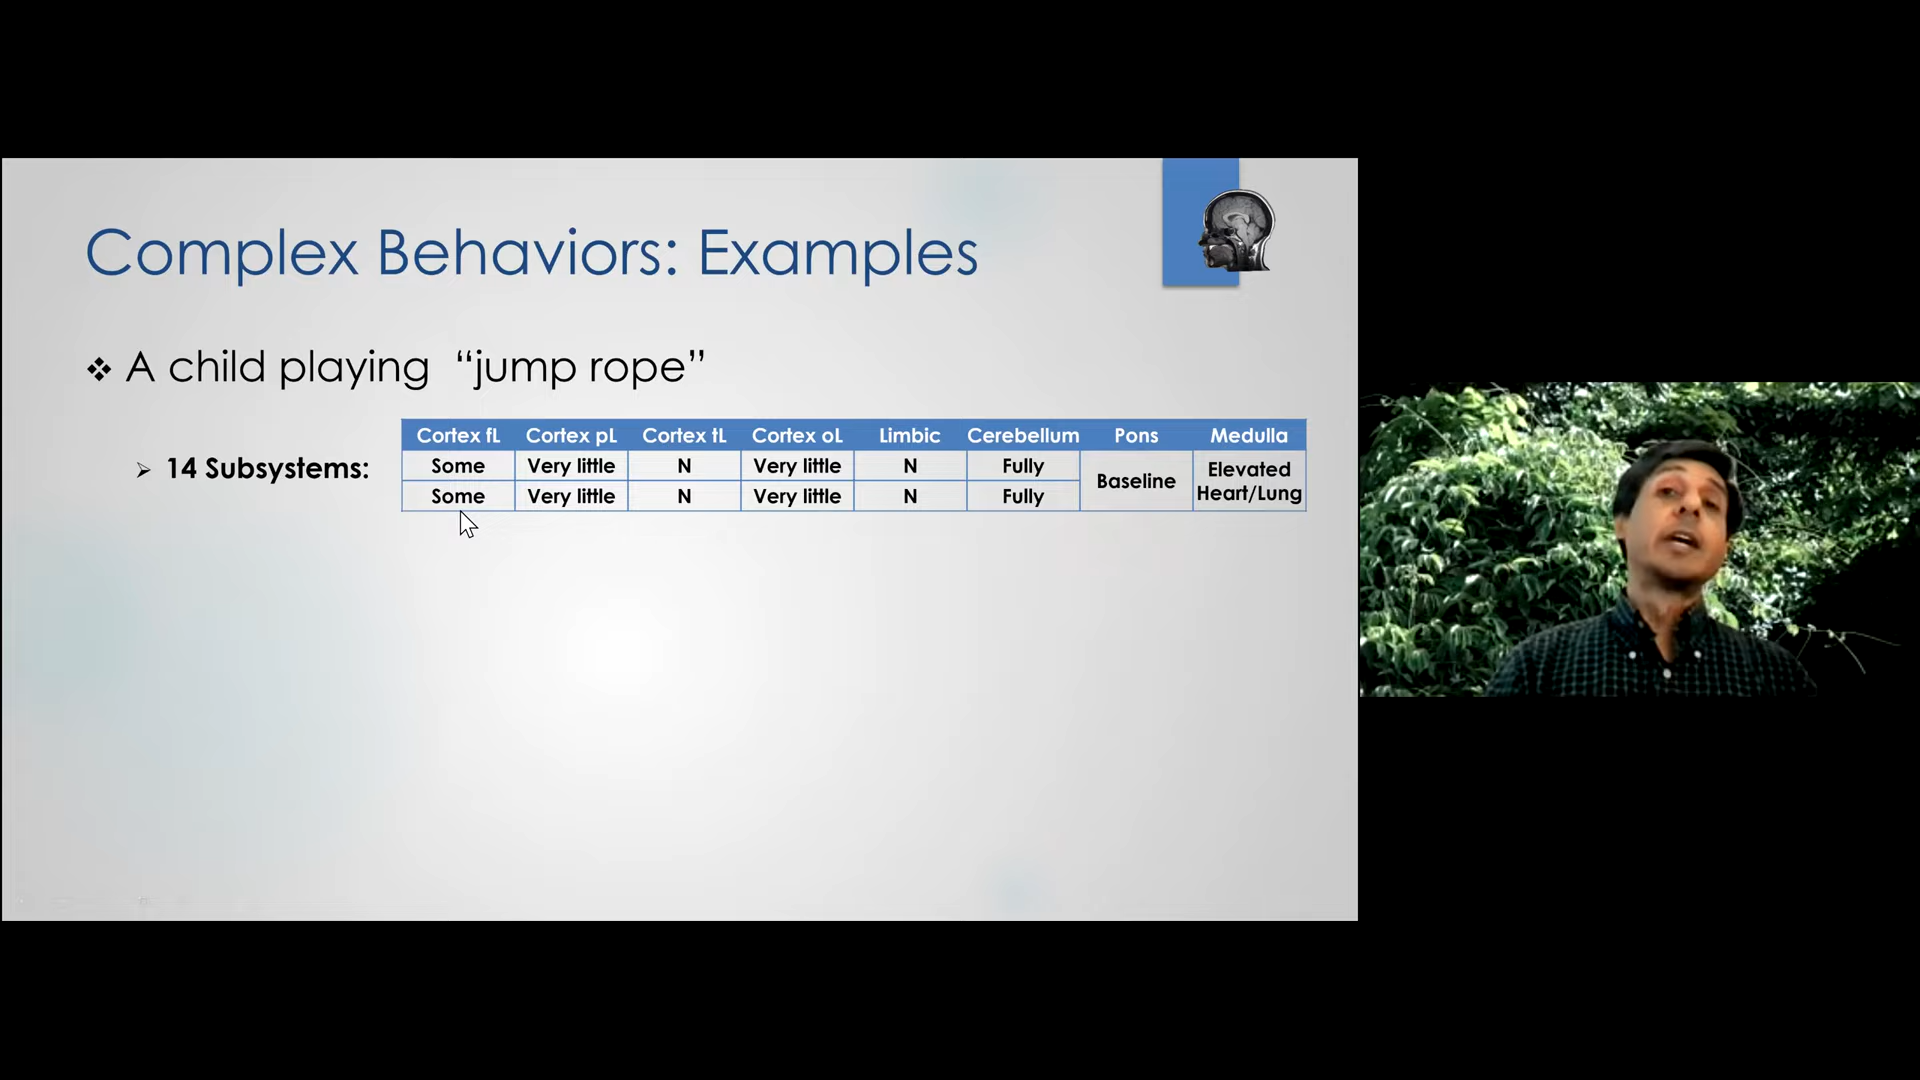 Complex Behaviors: Examples
❖ A child playing “jump rope”
➢ 14 Subsystems:
Cortex fL Cortex pL Cortex tL Cortex oL Limbic Cerebellum Pons Medulla
Some Very little N Very little N Fully Baseline Elevated Heart/Lung
Some Very little N Very little N Fully